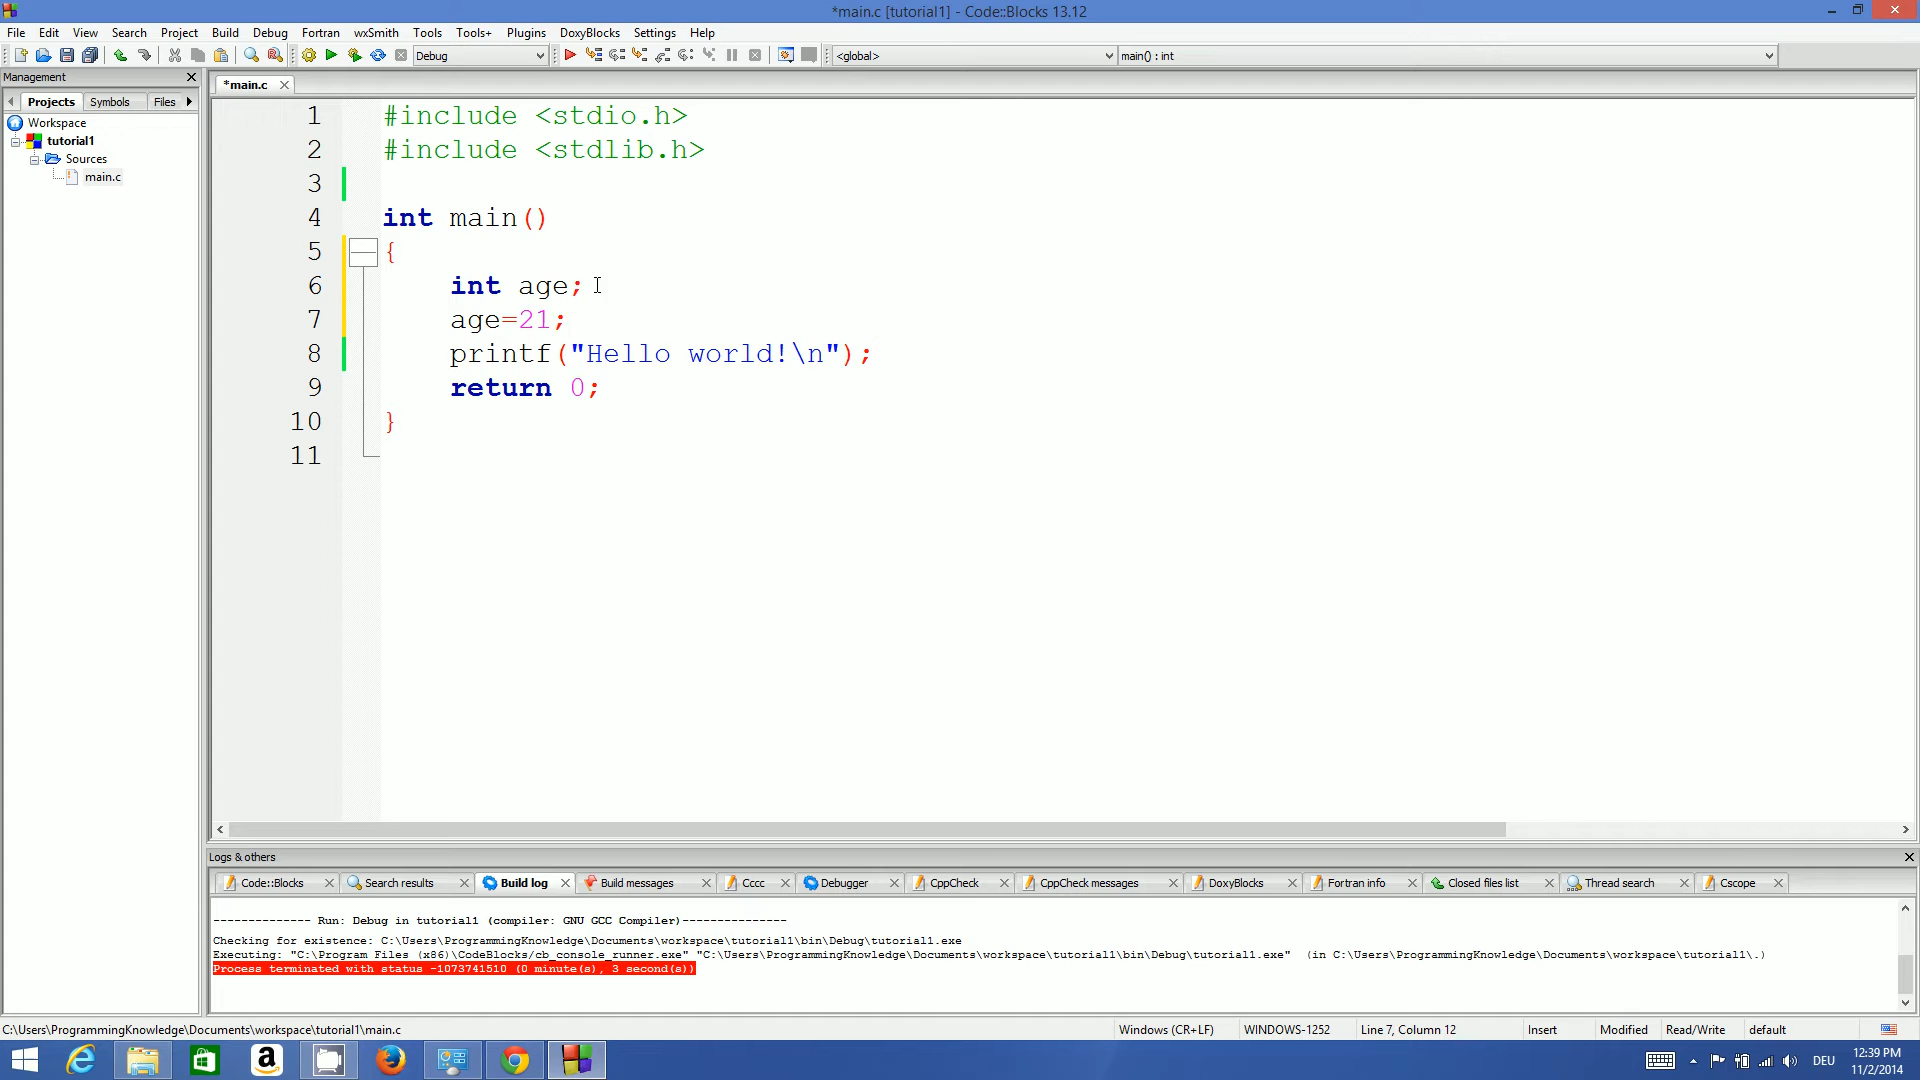 *main.c [tutorial1] - Code::Blocks 13.12
File Edit View Search Project Build Debug Fortran wxSmith Tools Tools+ Plugins DoxyBlocks Settings Help
Debug <global> main() : int
Management
*main.c
Projects Symbols Files
Workspace
tutorial1
Sources
main.c
1 #include <stdio.h>
2 #include <stdlib.h>
3
4 int main()
5 {
6 int age;
7 age=21;
8 printf("Hello world!\n");
9 return 0;
10 }
11
Logs & others
Code::Blocks Search results Build log Build messages Cccc Debugger CppCheck CppCheck messages DoxyBlocks Fortran info Closed files list Thread search Cscope
-------------- Run: Debug in tutorial1 (compiler: GNU GCC Compiler)---------------
Checking for existence: C:\Users\ProgrammingKnowledge\Documents\workspace\tutorial1\bin\Debug\tutorial1.exe
Executing: "C:\Program Files (x86)\CodeBlocks/cb_console_runner.exe" "C:\Users\ProgrammingKnowledge\Documents\workspace\tutorial1\bin\Debug\tutorial1.exe"  (in C:\Users\ProgrammingKnowledge\Documents\workspace\tutorial1\.)
Process terminated with status -1073741510 (0 minute(s), 3 second(s))
C:\Users\ProgrammingKnowledge\Documents\workspace\tutorial1\main.c Windows (CR+LF) WINDOWS-1252 Line 7, Column 12 Insert Modified Read/Write default
DEU 12:39 PM
11/2/2014